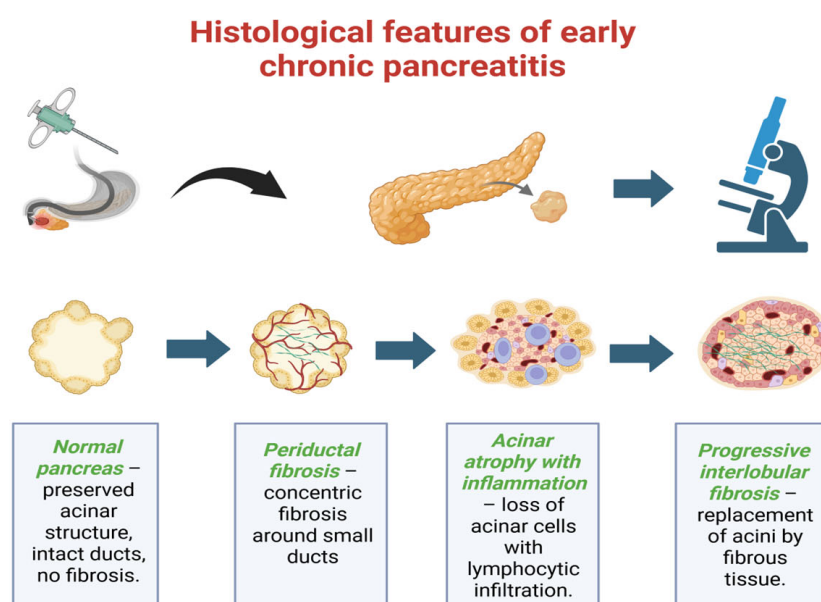 Histological features of early
chronic pancreatitis
Normal
pancreas –
preserved
acinar
structure,
intact ducts,
no fibrosis.
Periductal
fibrosis –
concentric
fibrosis
around small
ducts
Acinar
atrophy with
inflammation
– loss of
acinar cells
with
lymphocytic
infiltration.
Progressive
interlobular
fibrosis –
replacement
of acini by
fibrous
tissue.